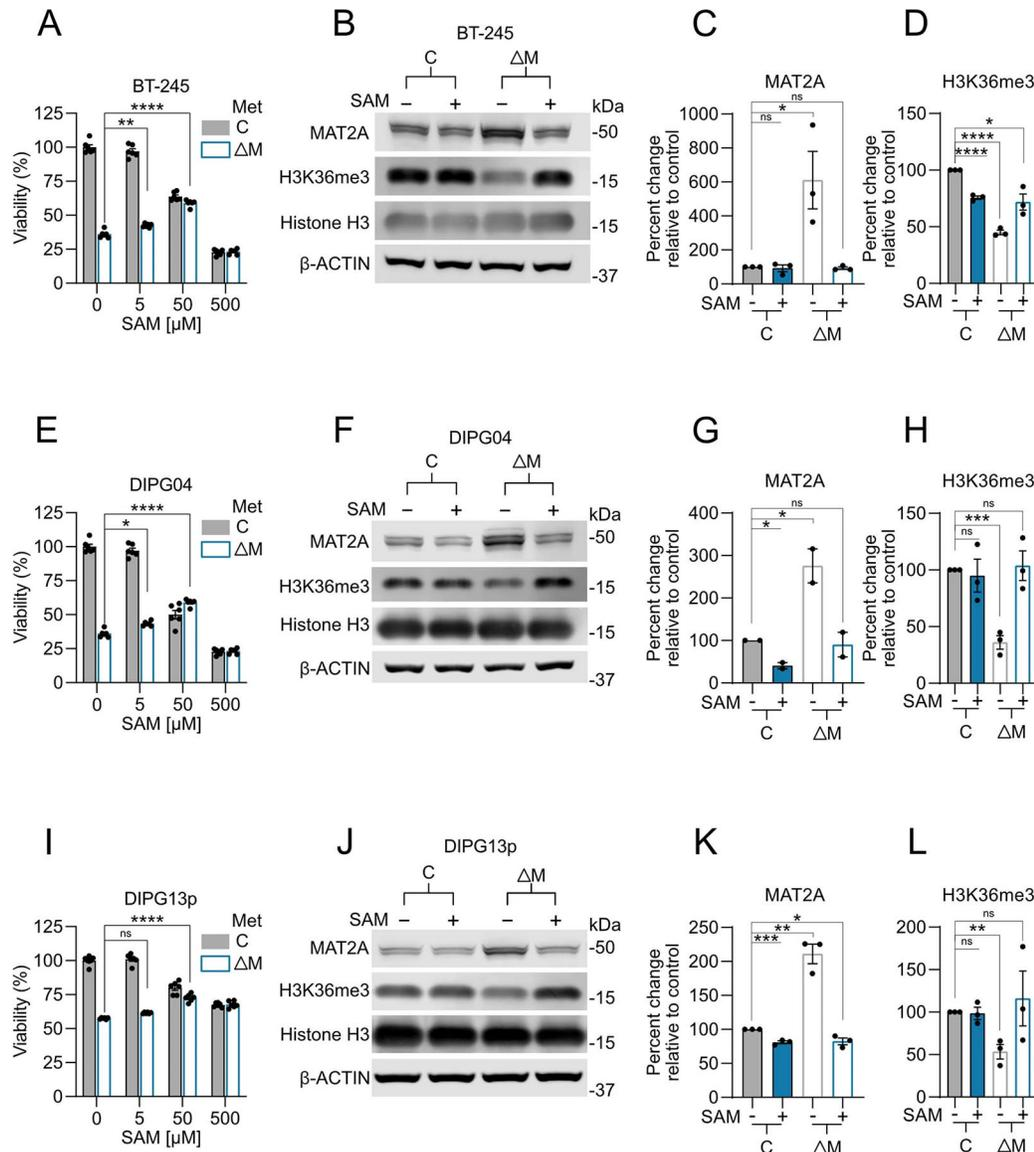 A
BT-245
Met
C
ΔM
****
**
Viability (%)
125
100
75
50
25
0
0 5 50 500
SAM [µM]
B
BT-245
C ΔM
SAM – + – + kDa
MAT2A -50
H3K36me3 -15
Histone H3 -15
β-ACTIN -37
C
MAT2A
ns
*
ns
Percent change
relative to control
1000
800
600
400
200
0
SAM - + - +
C ΔM
D
H3K36me3
*
****
****
Percent change
relative to control
150
100
50
0
SAM - + - +
C ΔM
E
DIPG04
Met
C
ΔM
****
*
Viability (%)
125
100
75
50
25
0
0 5 50 500
SAM [µM]
F
DIPG04
C ΔM
SAM – + – + kDa
MAT2A -50
H3K36me3 -15
Histone H3 -15
β-ACTIN -37
G
MAT2A
ns
*
*
Percent change
relative to control
400
300
200
100
0
SAM - + - +
C ΔM
H
H3K36me3
ns
***
ns
Percent change
relative to control
150
100
50
0
SAM - + - +
C ΔM
I
DIPG13p
Met
C
ΔM
****
ns
Viability (%)
125
100
75
50
25
0
0 5 50 500
SAM [µM]
J
DIPG13p
C ΔM
SAM – + – + kDa
MAT2A -50
H3K36me3 -15
Histone H3 -15
β-ACTIN -37
K
MAT2A
*
**
***
Percent change
relative to control
250
200
150
100
50
0
SAM - + - +
C ΔM
L
H3K36me3
ns
**
ns
Percent change
relative to control
200
150
100
50
0
SAM - + - +
C ΔM